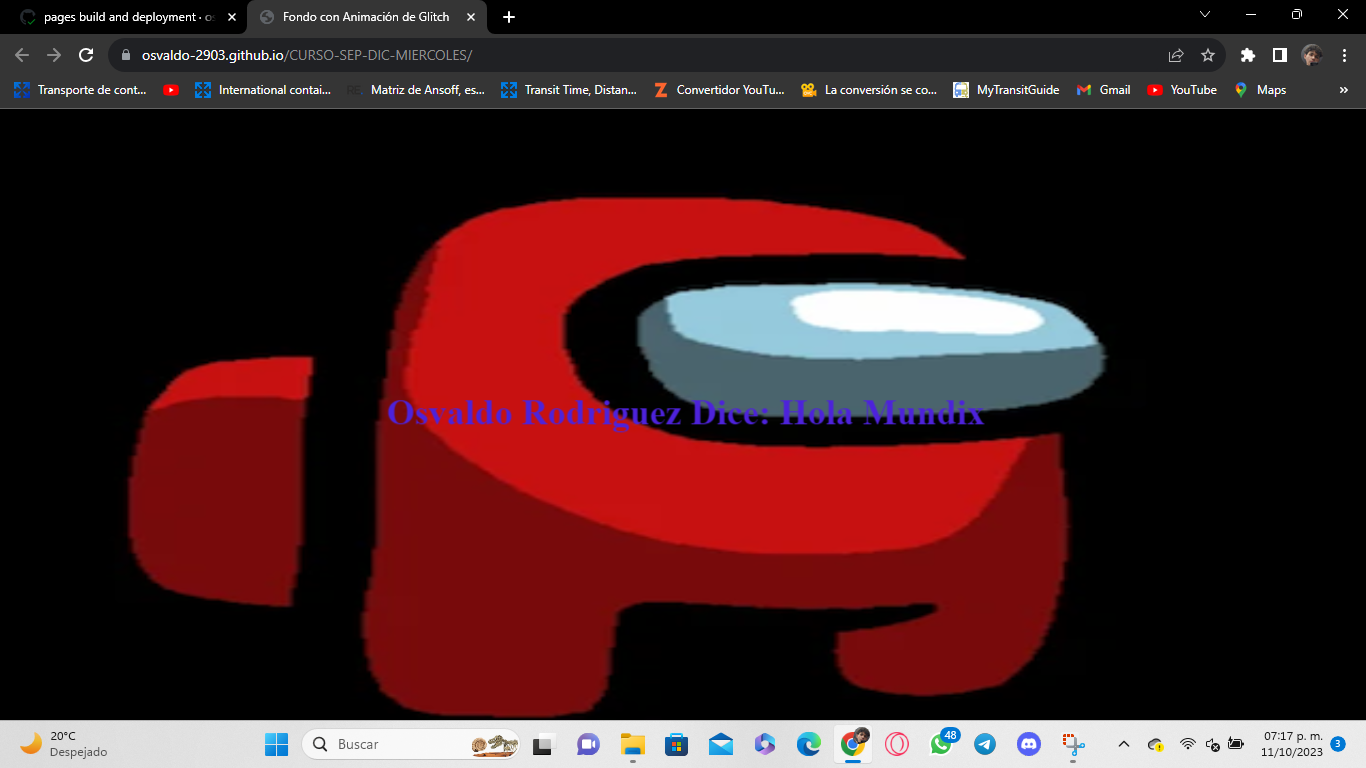 pages build and deployment · os
Fondo con Animación de Glitch
osvaldo-2903.github.io/CURSO-SEP-DIC-MIERCOLES/
Transporte de cont...
International contai...
RE Matriz de Ansoff, es...
Transit Time, Distan...
Convertidor YouTu...
La conversión se co...
MyTransitGuide
Gmail
YouTube
Maps
»
Osvaldo Rodriguez Dice: Hola Mundix
20°C
Despejado
Buscar
48
07:17 p. m.
11/10/2023
3